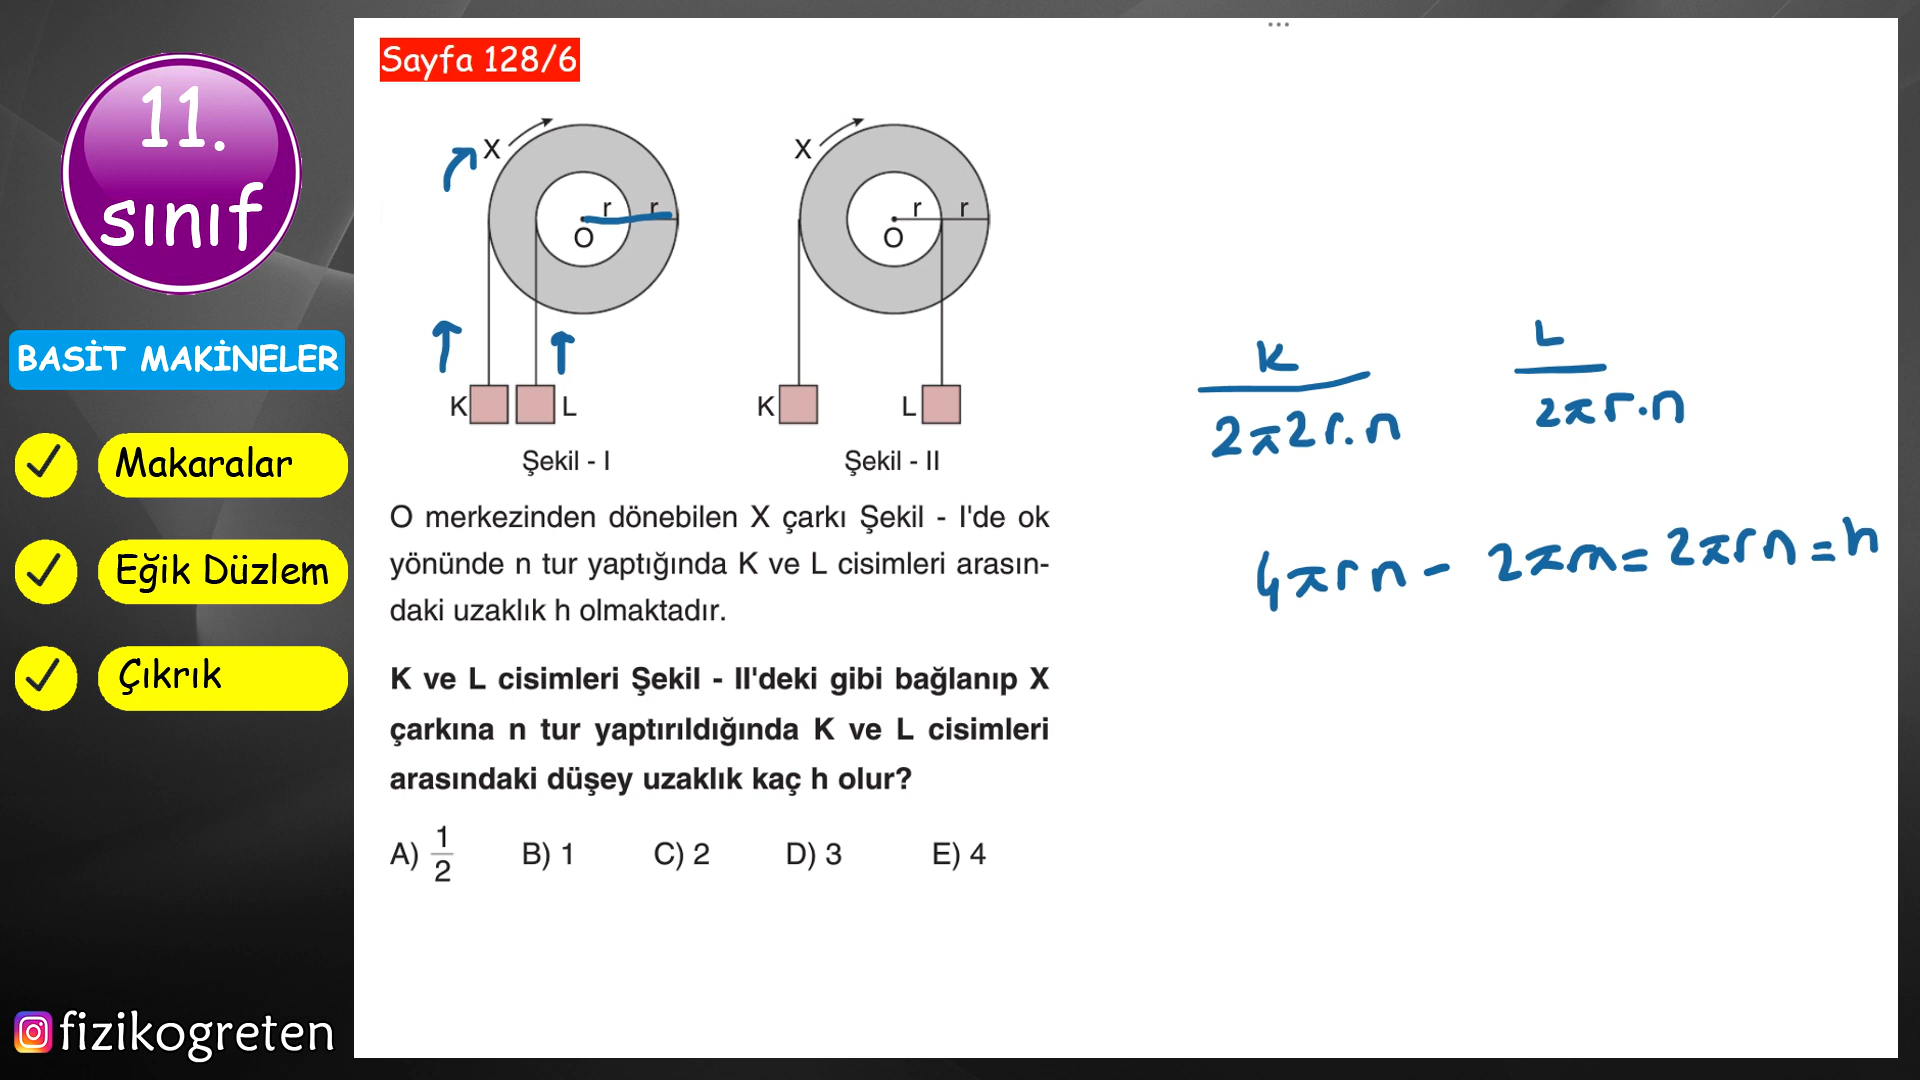 11.
sınıf
BASİT MAKİNELER
Makaralar
Eğik Düzlem
Çıkrık
fizikogreten
Sayfa 128/6
X
r r
O
K L
Şekil - I
X
r r
O
K L
Şekil - II
O merkezinden dönebilen X çarkı Şekil - I'de ok
yönünde n tur yaptığında K ve L cisimleri arasın-
daki uzaklık h olmaktadır.
K ve L cisimleri Şekil - II'deki gibi bağlanıp X
çarkına n tur yaptırıldığında K ve L cisimleri
arasındaki düşey uzaklık kaç h olur?
A) 1/2 B) 1 C) 2 D) 3 E) 4
K L
2π2r.n 2πr.n
4πrn - 2πrn = 2πrn = h